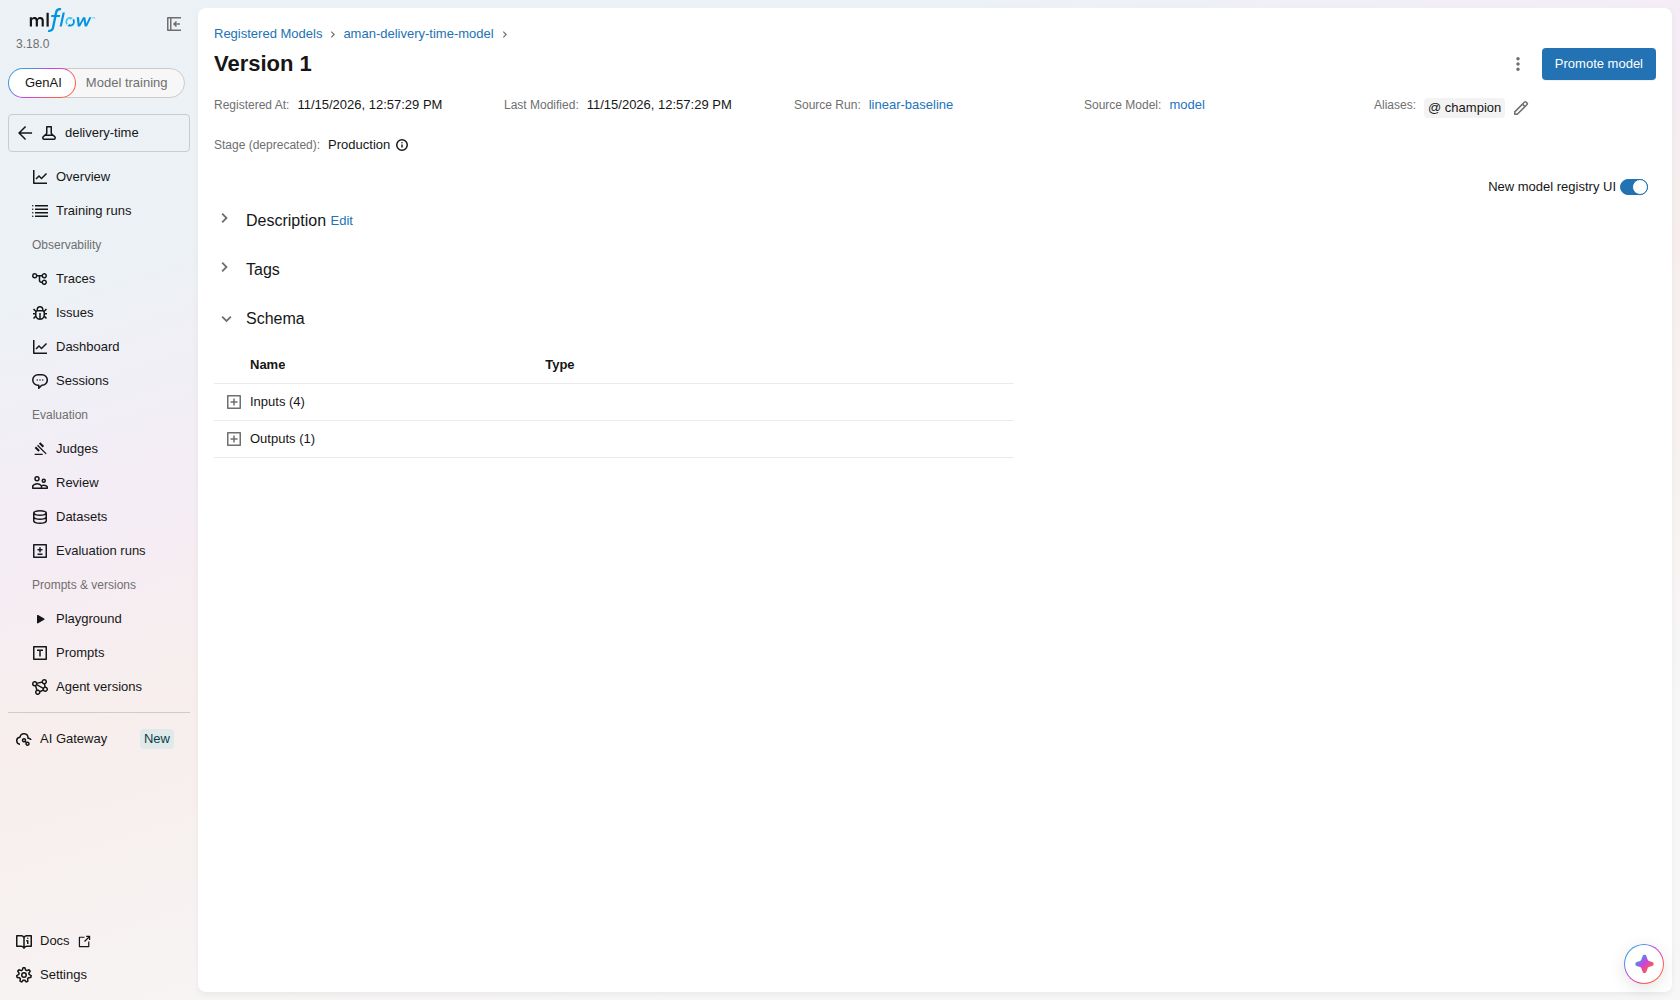 mlflow
3.18.0
GenAI
Model training
delivery-time
Overview
Training runs
Observability
Traces
Issues
Dashboard
Sessions
Evaluation
Judges
Review
Datasets
Evaluation runs
Prompts & versions
Playground
Prompts
Agent versions
AI Gateway New
Docs
Settings
Registered Models › aman-delivery-time-model ›
Version 1
Promote model
Registered At: 11/15/2026, 12:57:29 PM
Last Modified: 11/15/2026, 12:57:29 PM
Source Run: linear-baseline
Source Model: model
Aliases: @ champion
Stage (deprecated): Production
New model registry UI
Description Edit
Tags
Schema
Name Type
Inputs (4)
Outputs (1)